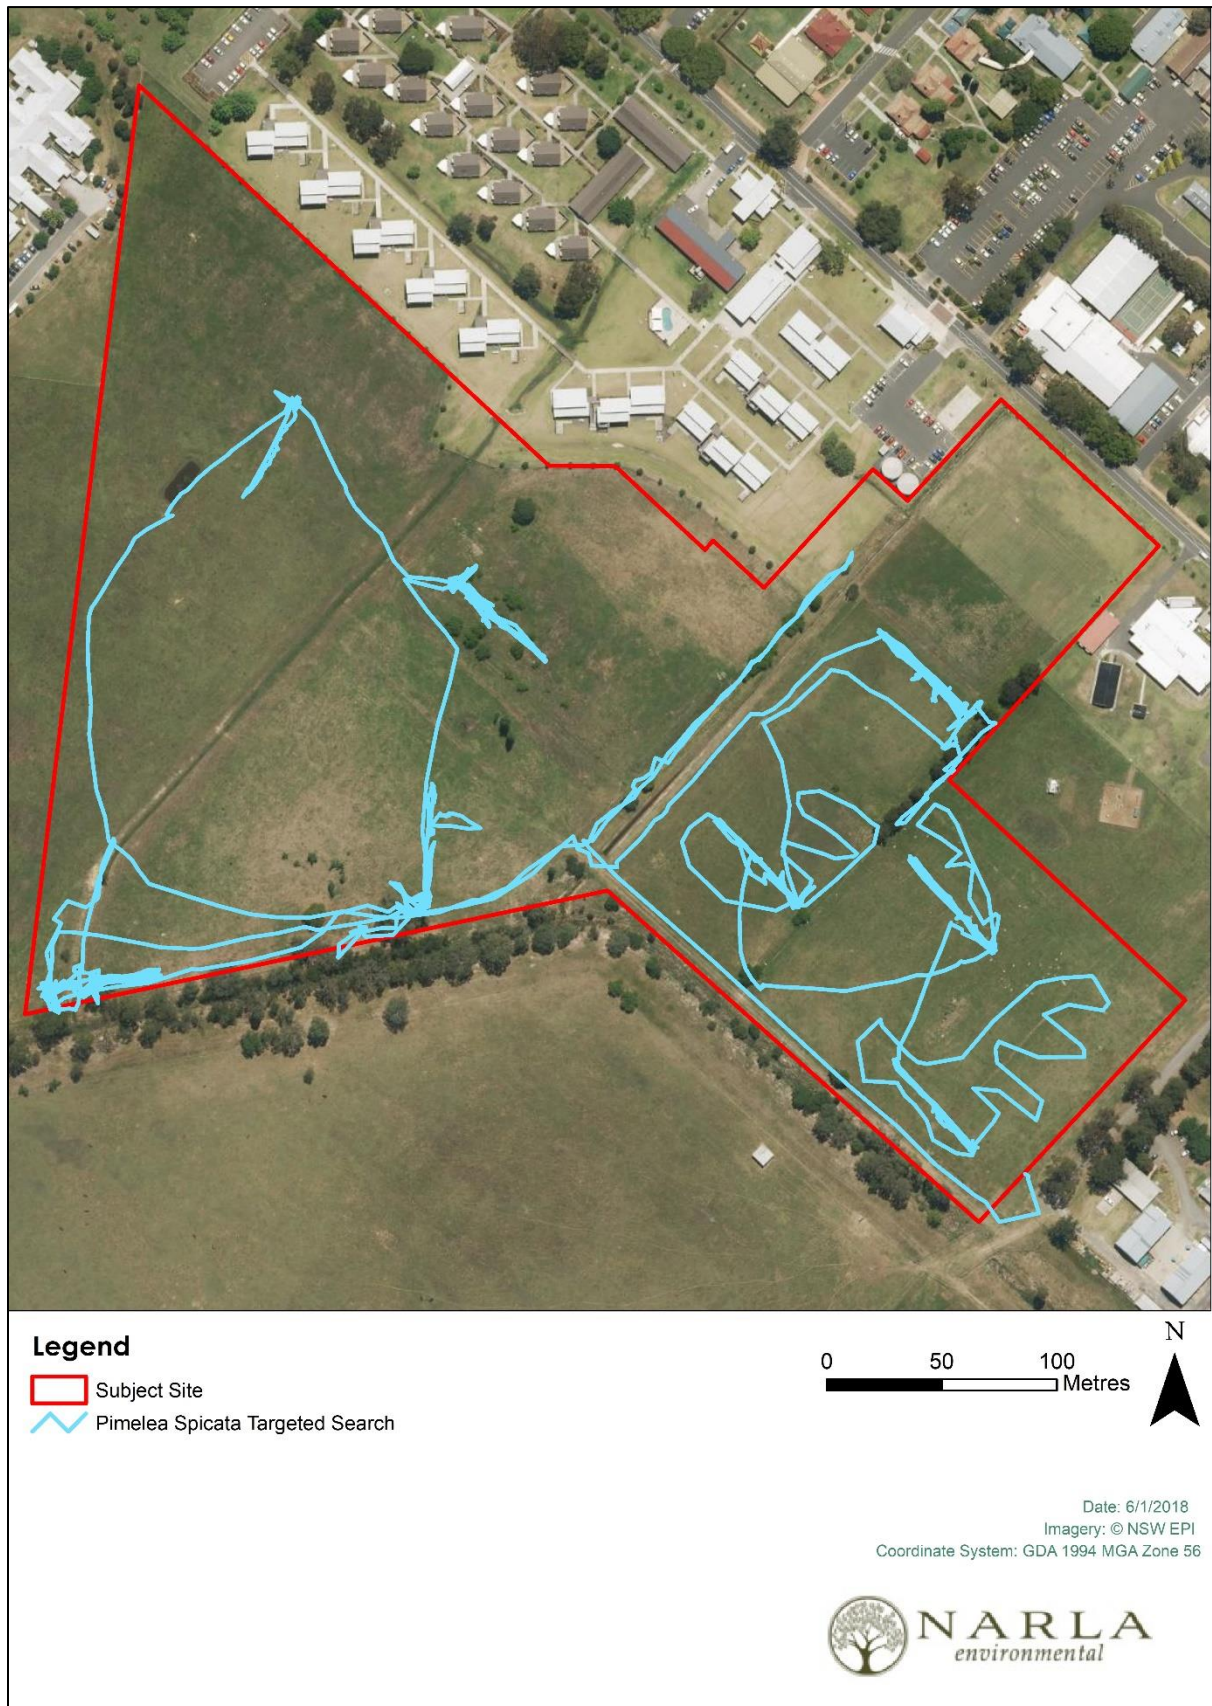 Legend
Subject Site
Pimelea Spicata Targeted Search
0 50 100
Metres
N
Date: 6/1/2018
Imagery: © NSW EPI
Coordinate System: GDA 1994 MGA Zone 56
NARLA
environmental